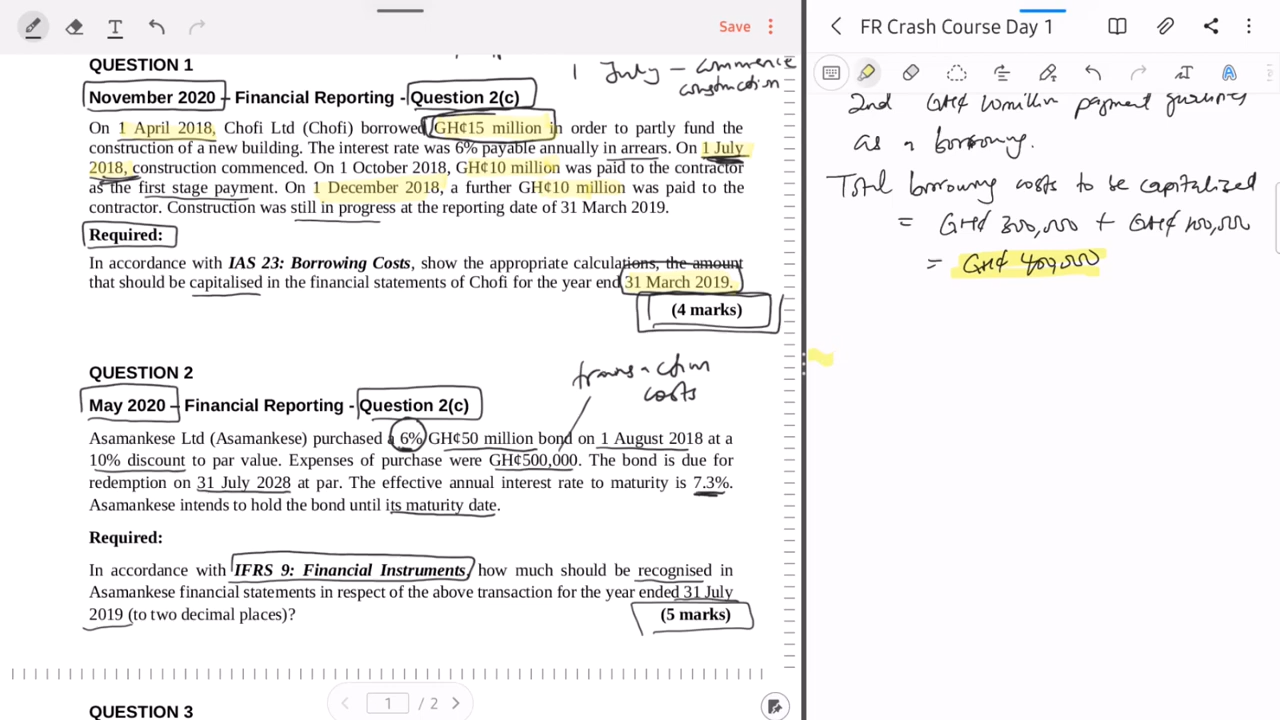 Save
FR Crash Course Day 1
QUESTION 1
1 July - commence
construction
November 2020 - Financial Reporting - Question 2(c)
On 1 April 2018, Chofi Ltd (Chofi) borrowed GH¢15 million in order to partly fund the
construction of a new building. The interest rate was 6% payable annually in arrears. On 1 July
2018, construction commenced. On 1 October 2018, GH¢10 million was paid to the contractor
as the first stage payment. On 1 December 2018, a further GH¢10 million was paid to the
contractor. Construction was still in progress at the reporting date of 31 March 2019.
Required:
In accordance with IAS 23: Borrowing Costs, show the appropriate calculations, the amount
that should be capitalised in the financial statements of Chofi for the year end 31 March 2019.
(4 marks)
QUESTION 2
transaction
costs
May 2020 – Financial Reporting - Question 2(c)
Asamankese Ltd (Asamankese) purchased a 6% GH¢50 million bond on 1 August 2018 at a
10% discount to par value. Expenses of purchase were GH¢500,000. The bond is due for
redemption on 31 July 2028 at par. The effective annual interest rate to maturity is 7.3%.
Asamankese intends to hold the bond until its maturity date.
Required:
In accordance with IFRS 9: Financial Instruments, how much should be recognised in
Asamankese financial statements in respect of the above transaction for the year ended 31 July
2019 (to two decimal places)?
(5 marks)
1 / 2
QUESTION 3
2nd GH¢ 10million payment qualifies
as a borrowing.
Total borrowing costs to be capitalized
= GH¢ 300,000 + GH¢ 100,000
= GH¢ 400,000